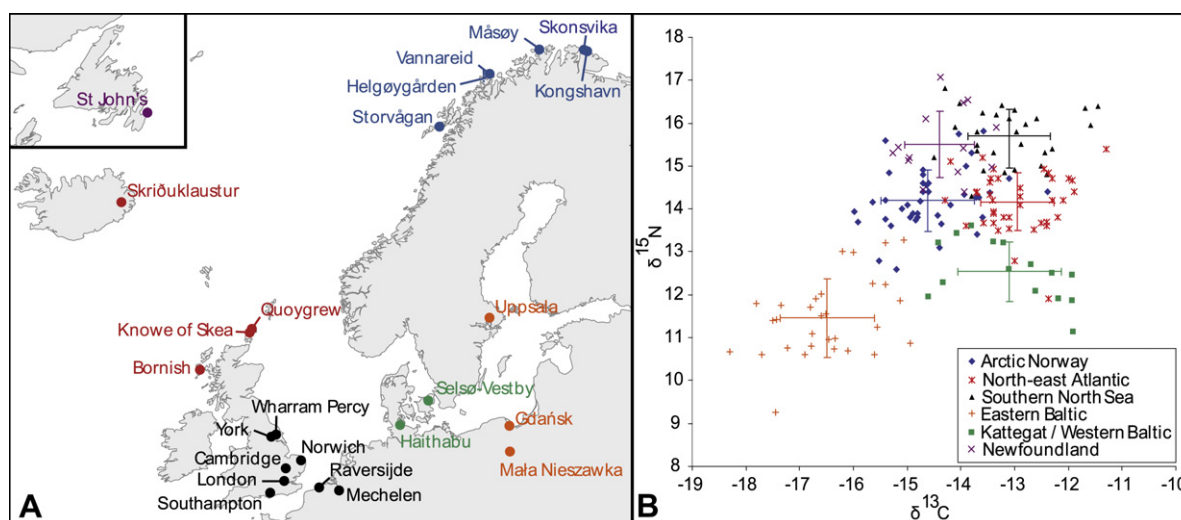 St John's
Skriðuklaustur
Måsøy
Skonsvika
Vannareid
Helgøygården
Kongshavn
Storvågan
Quoygrew
Knowe of Skea
Bornish
Uppsala
Selsø-Vestby
Haithabu
Gdańsk
Mała Nieszawka
Wharram Percy
York
Norwich
Cambridge
Raversijde
London
Mechelen
Southampton
A
δ¹⁵N
18
17
16
15
14
13
12
11
10
9
8
Arctic Norway
North-east Atlantic
Southern North Sea
Eastern Baltic
Kattegat / Western Baltic
Newfoundland
-19 -18 -17 -16 -15 -14 -13 -12 -11 -10
δ¹³C
B